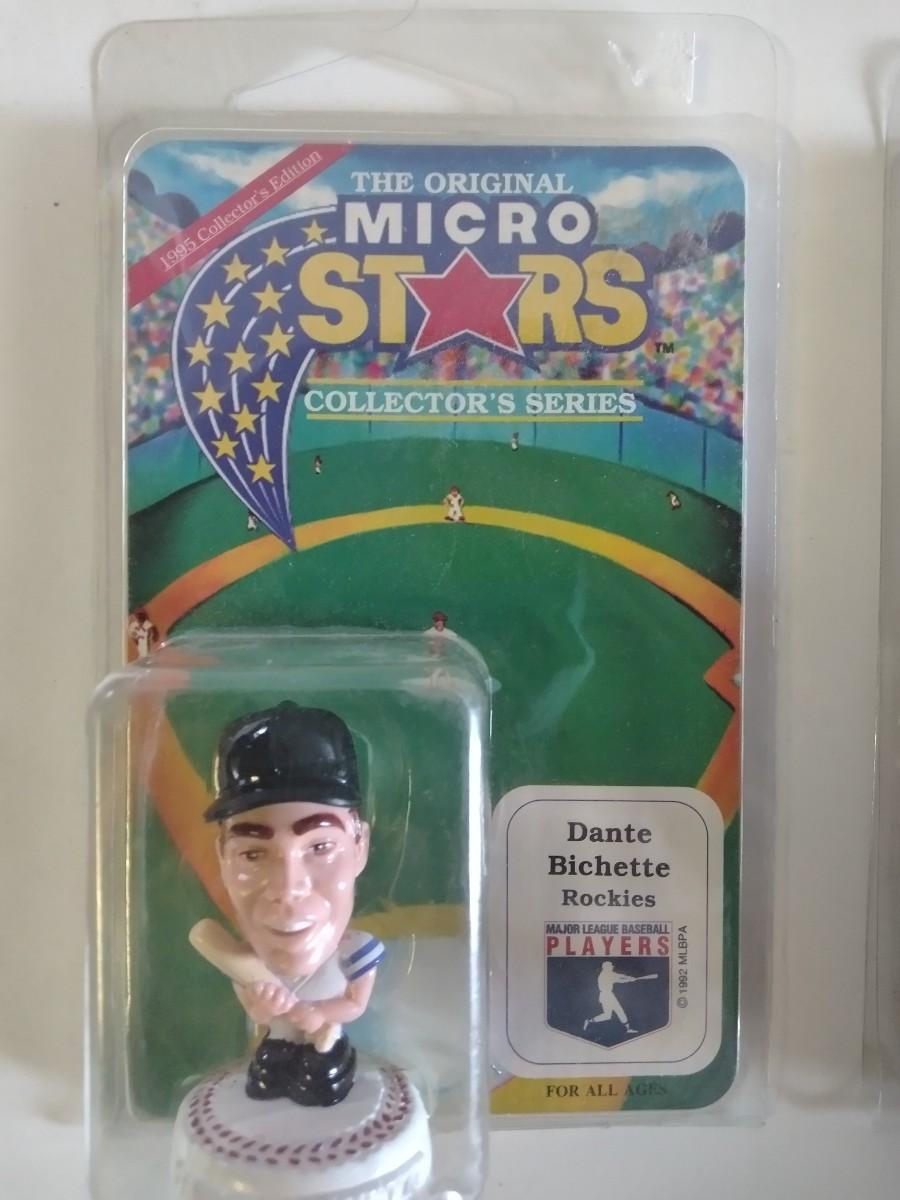 1995 Collector's Edition
THE ORIGINAL
MICRO
STARS
TM
COLLECTOR'S SERIES
Dante
Bichette
Rockies
MAJOR LEAGUE BASEBALL
PLAYERS
© 1992 MLBPA
FOR ALL AGES